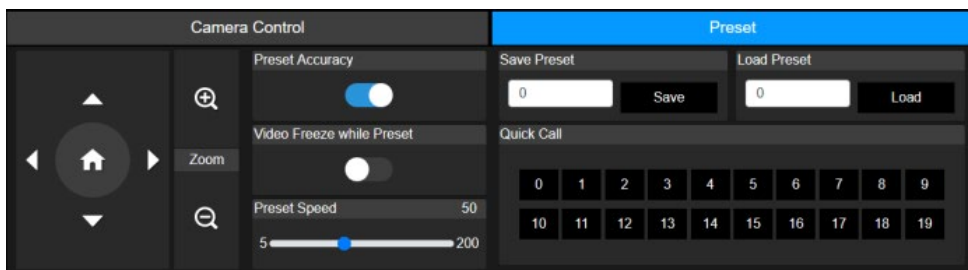 Camera Control
Preset
Preset Accuracy
Video Freeze while Preset
Zoom
Preset Speed 50
5 200
Save Preset
0 Save
Load Preset
0 Load
Quick Call
0 1 2 3 4 5 6 7 8 9
10 11 12 13 14 15 16 17 18 19